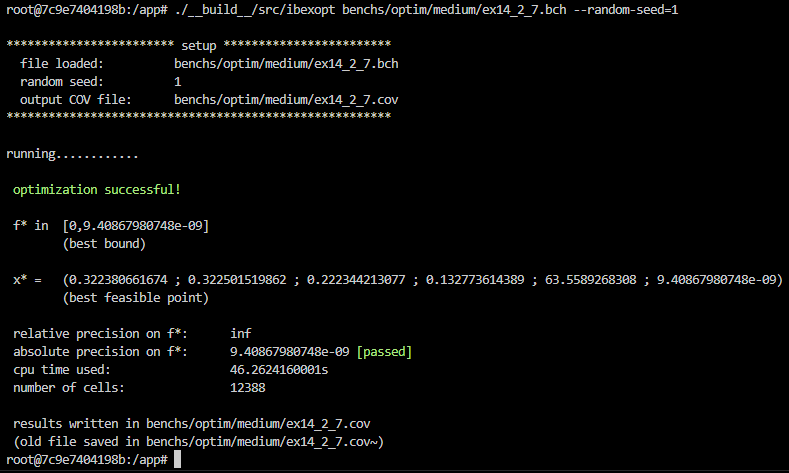 root@7c9e7404198b:/app# ./__build__/src/ibexopt benchs/optim/medium/ex14_2_7.bch --random-seed=1
************************ setup ************************
file loaded: benchs/optim/medium/ex14_2_7.bch
random seed: 1
output COV file: benchs/optim/medium/ex14_2_7.cov
*******************************************************
running............
optimization successful!
f* in [0,9.40867980748e-09]
(best bound)
x* = (0.322380661674 ; 0.322501519862 ; 0.222344213077 ; 0.132773614389 ; 63.5589268308 ; 9.40867980748e-09)
(best feasible point)
relative precision on f*: inf
absolute precision on f*: 9.40867980748e-09 [passed]
cpu time used: 46.2624160001s
number of cells: 12388
results written in benchs/optim/medium/ex14_2_7.cov
(old file saved in benchs/optim/medium/ex14_2_7.cov~)
root@7c9e7404198b:/app#